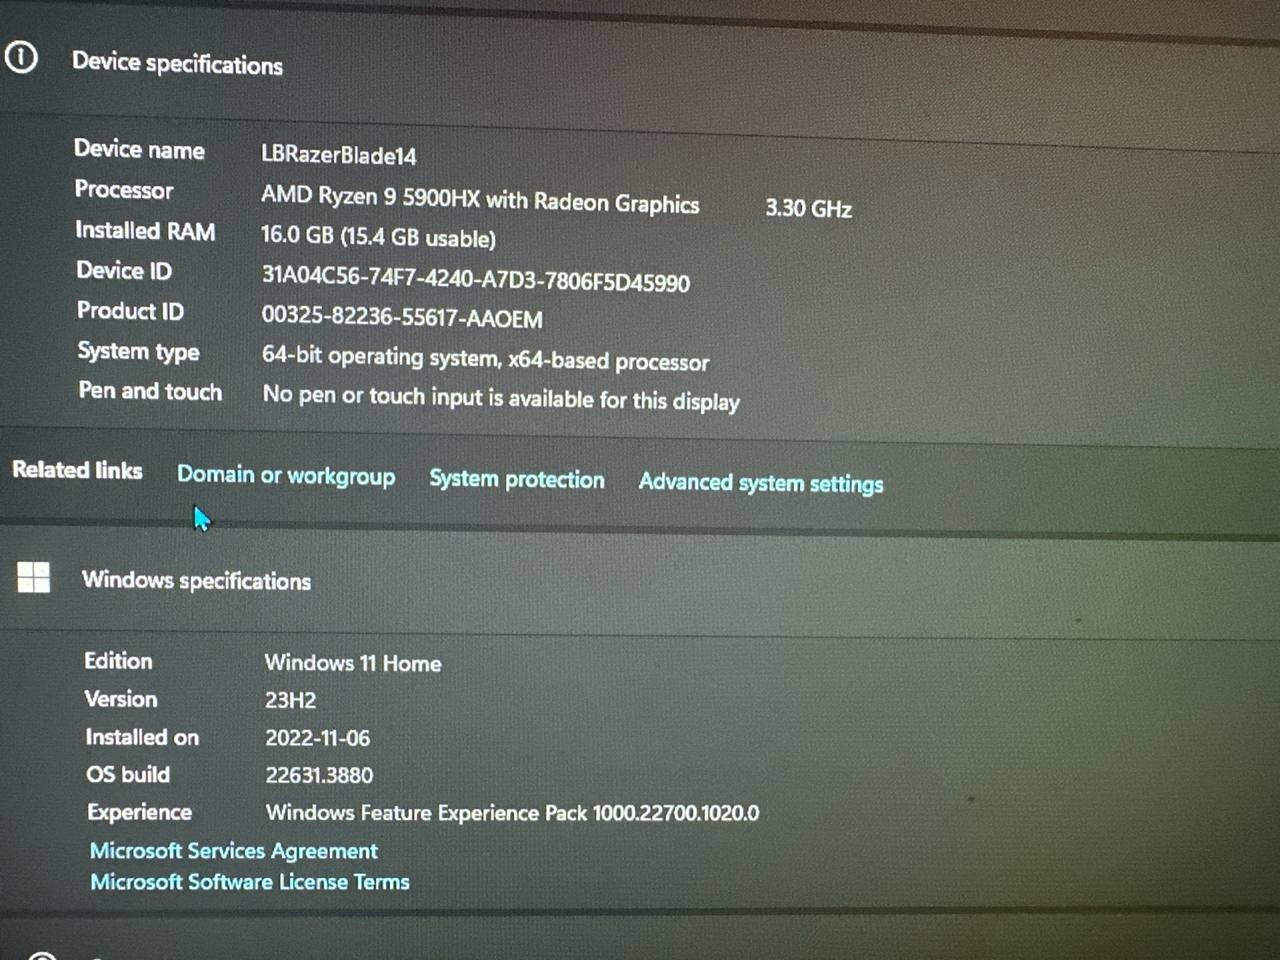 Device specifications
Device name LBRazerBlade14
Processor AMD Ryzen 9 5900HX with Radeon Graphics 3.30 GHz
Installed RAM 16.0 GB (15.4 GB usable)
Device ID 31A04C56-74F7-4240-A7D3-7806F5D45990
Product ID 00325-82236-55617-AAOEM
System type 64-bit operating system, x64-based processor
Pen and touch No pen or touch input is available for this display
Related links Domain or workgroup System protection Advanced system settings
Windows specifications
Edition Windows 11 Home
Version 23H2
Installed on 2022-11-06
OS build 22631.3880
Experience Windows Feature Experience Pack 1000.22700.1020.0
Microsoft Services Agreement
Microsoft Software License Terms